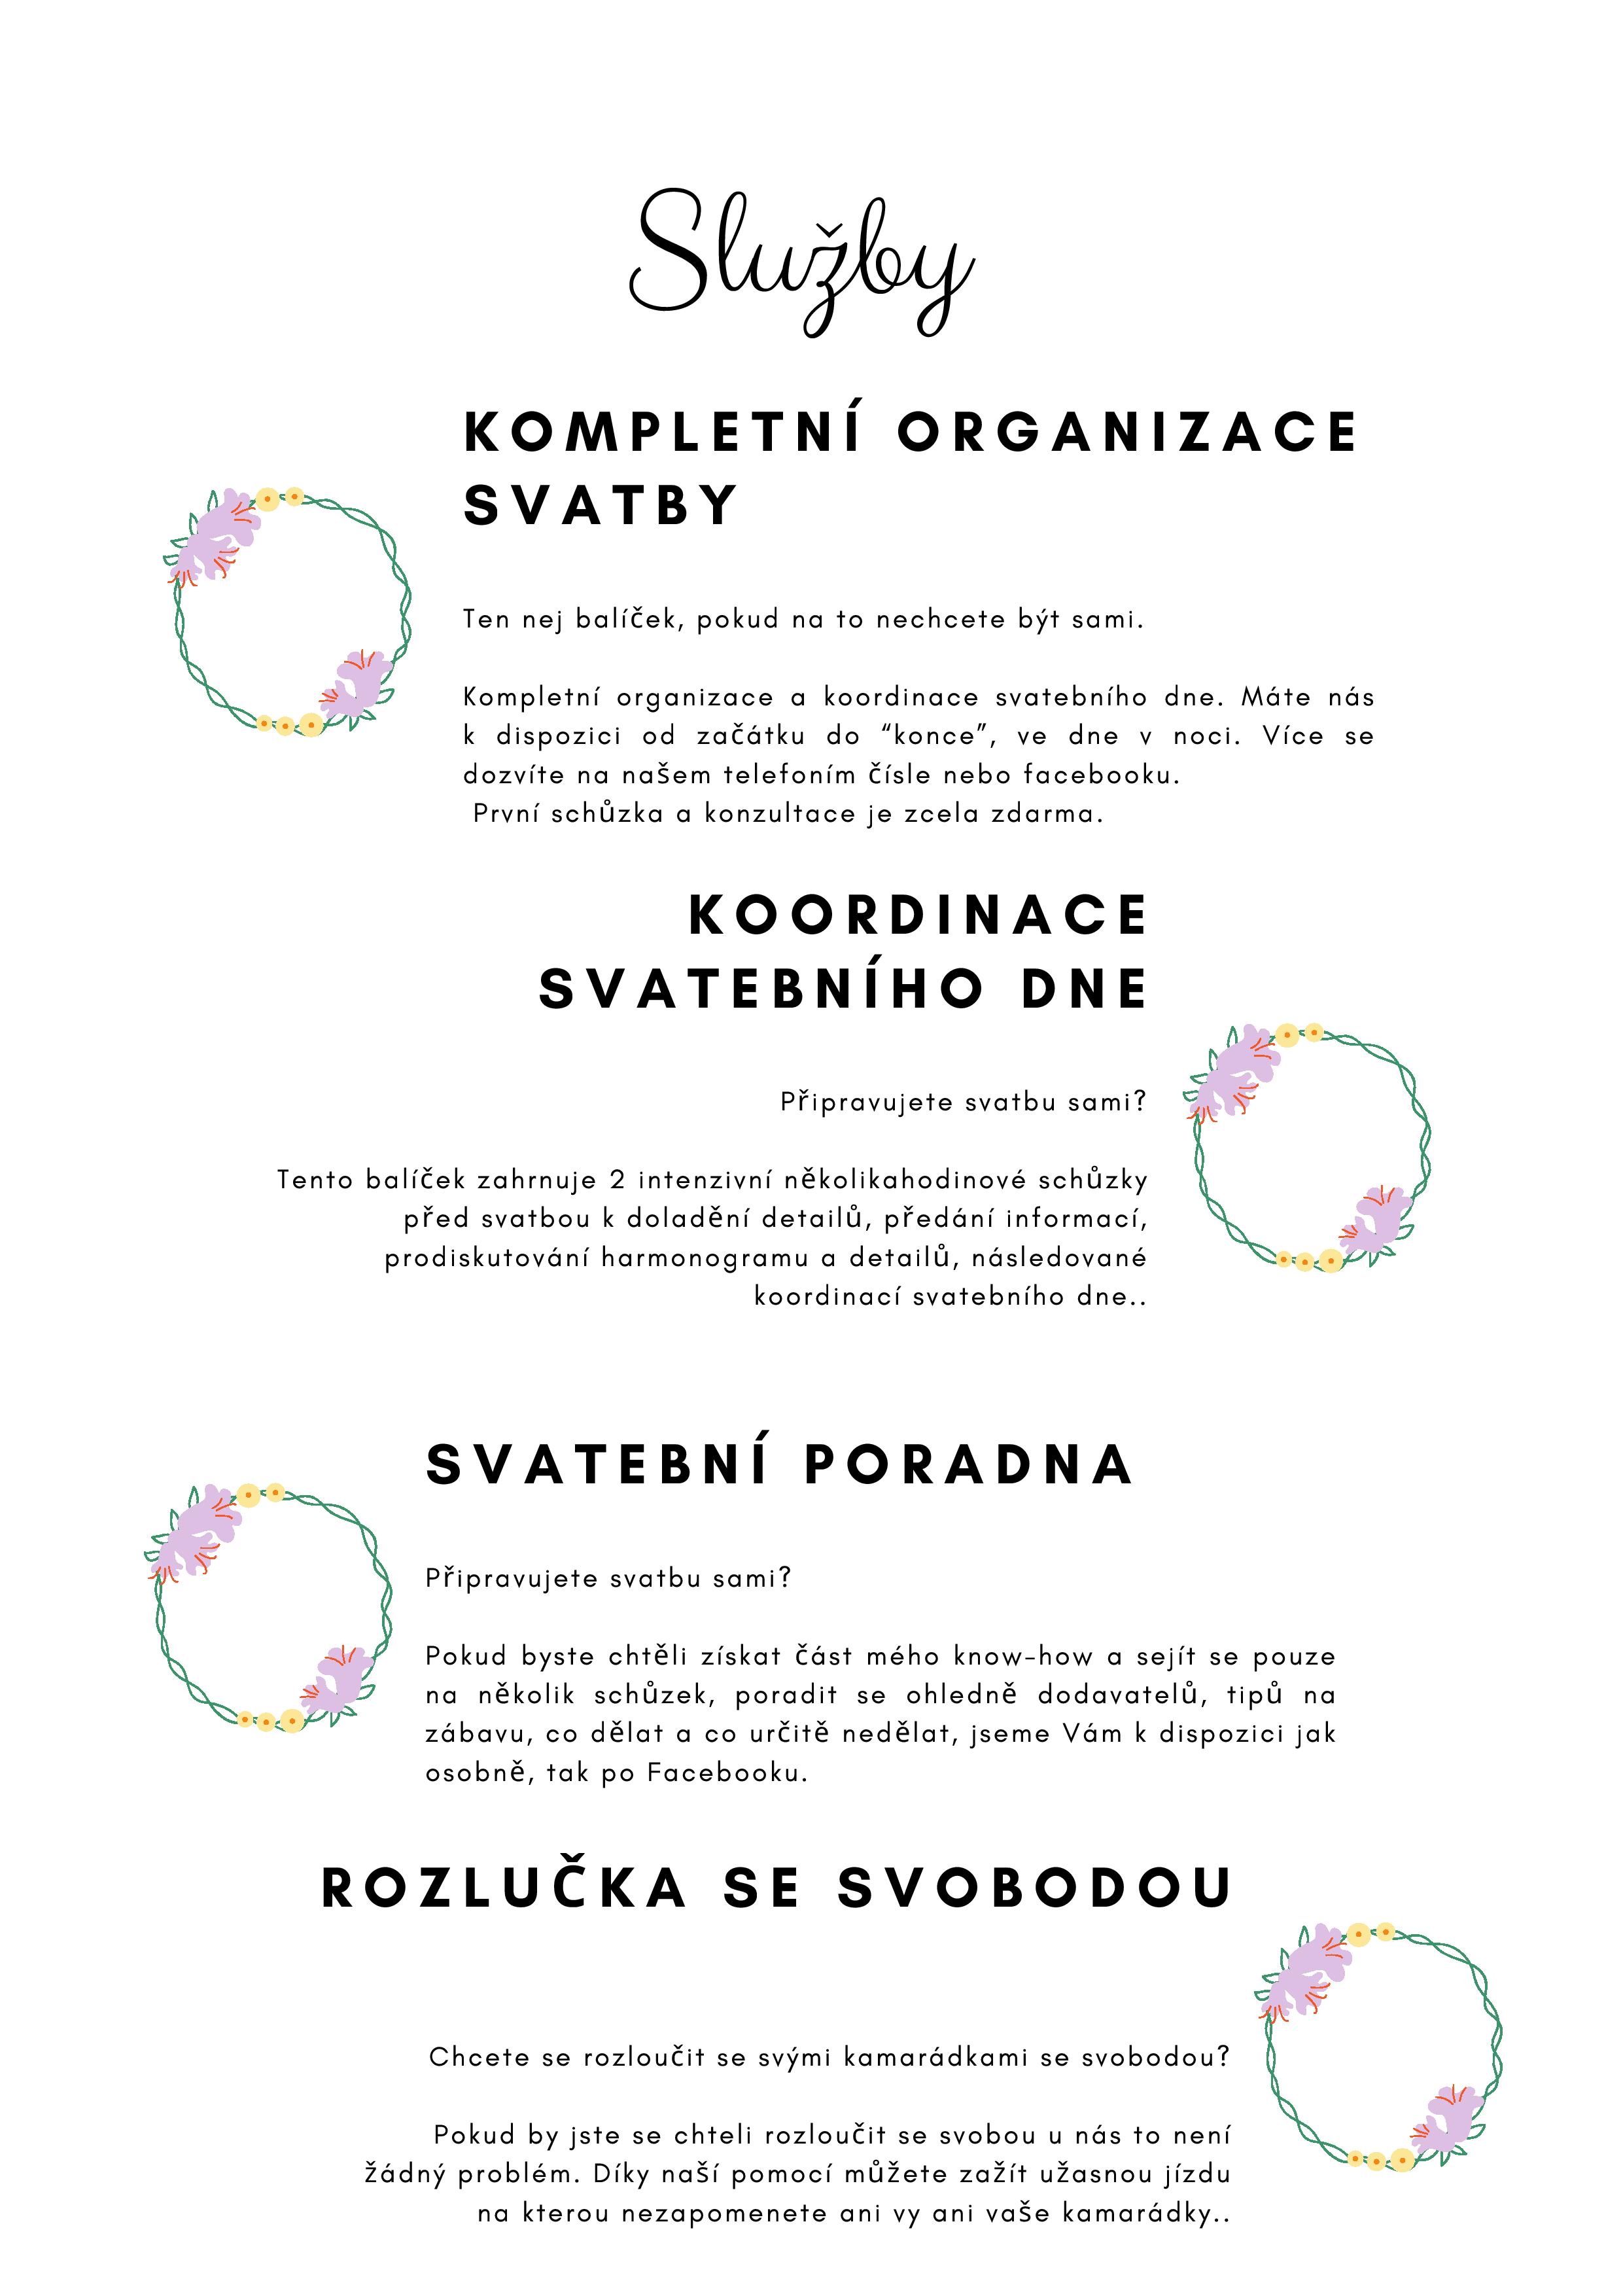 Služby
KOMPLETNÍ ORGANIZACE
SVATBY
Ten nej balíček, pokud na to nechcete být sami.
Kompletní organizace a koordinace svatebního dne. Máte nás
k dispozici od začátku do “konce”, ve dne v noci. Více se
dozvíte na našem telefoním čísle nebo facebooku.
První schůzka a konzultace je zcela zdarma.
KOORDINACE
SVATEBNÍHO DNE
Připravujete svatbu sami?
Tento balíček zahrnuje 2 intenzivní několikahodinové schůzky
před svatbou k doladění detailů, předání informací,
prodiskutování harmonogramu a detailů, následované
koordinací svatebního dne..
SVATEBNÍ PORADNA
Připravujete svatbu sami?
Pokud byste chtěli získat část mého know-how a sejít se pouze
na několik schůzek, poradit se ohledně dodavatelů, tipů na
zábavu, co dělat a co určitě nedělat, jseme Vám k dispozici jak
osobně, tak po Facebooku.
ROZLUČKA SE SVOBODOU
Chcete se rozloučit se svými kamarádkami se svobodou?
Pokud by jste se chteli rozloučit se svobou u nás to není
žádný problém. Díky naší pomocí můžete zažít užasnou jízdu
na kterou nezapomenete ani vy ani vaše kamarádky..